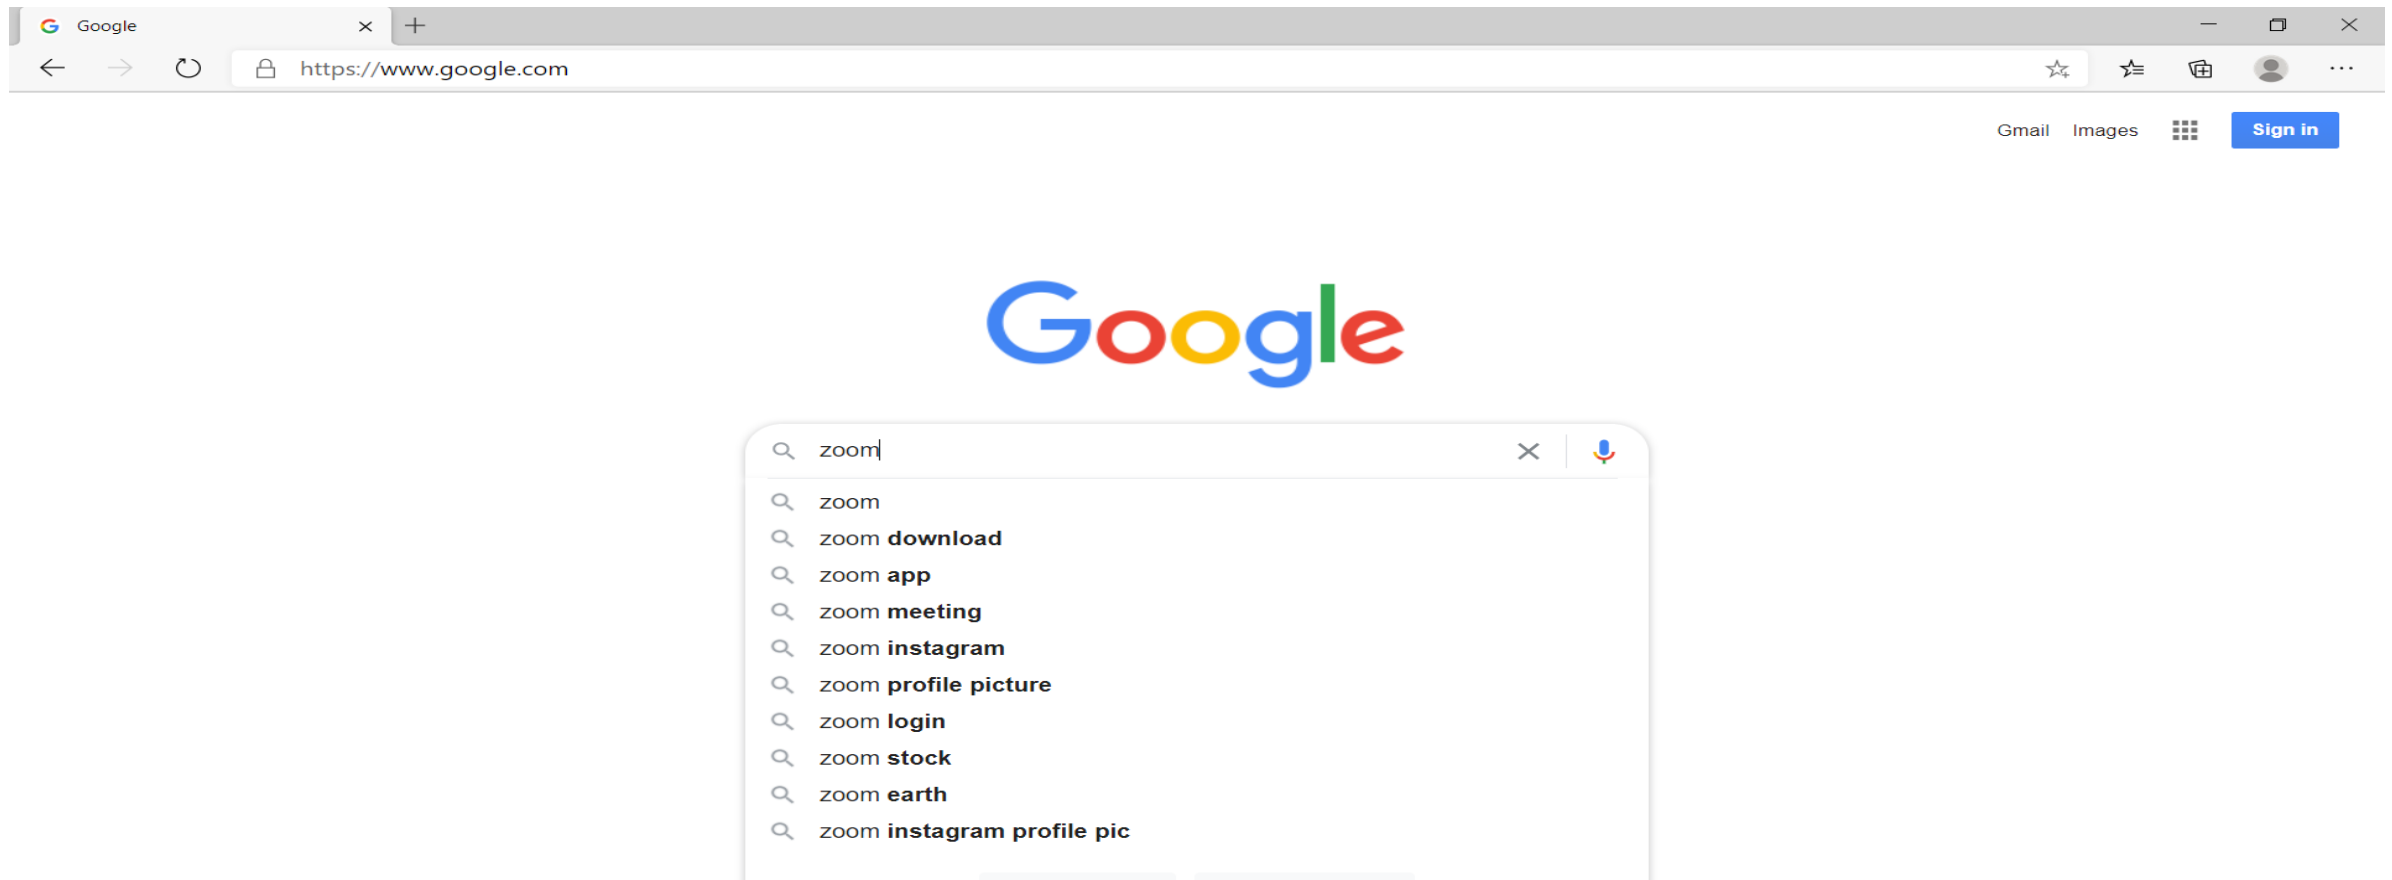 Google
https://www.google.com
Gmail Images Sign in
Google
zoom
zoom
zoom download
zoom app
zoom meeting
zoom instagram
zoom profile picture
zoom login
zoom stock
zoom earth
zoom instagram profile pic